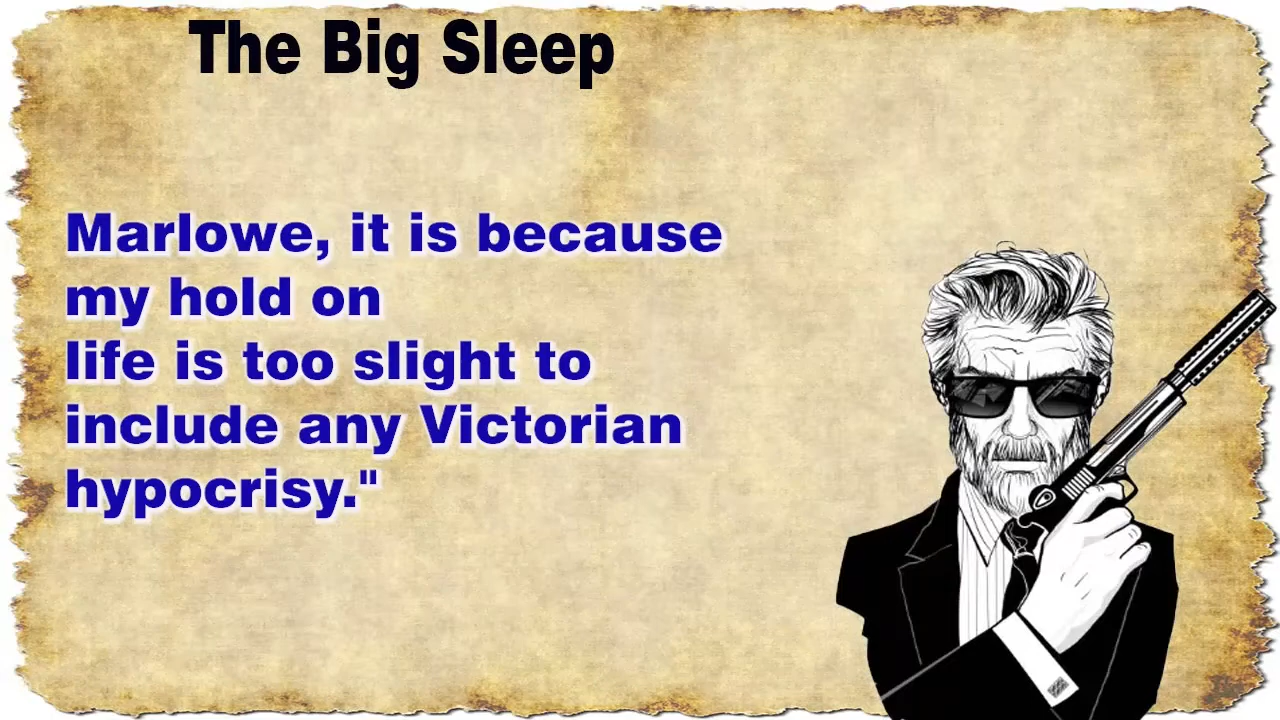 The Big Sleep
Marlowe, it is because
my hold on
life is too slight to
include any Victorian
hypocrisy."